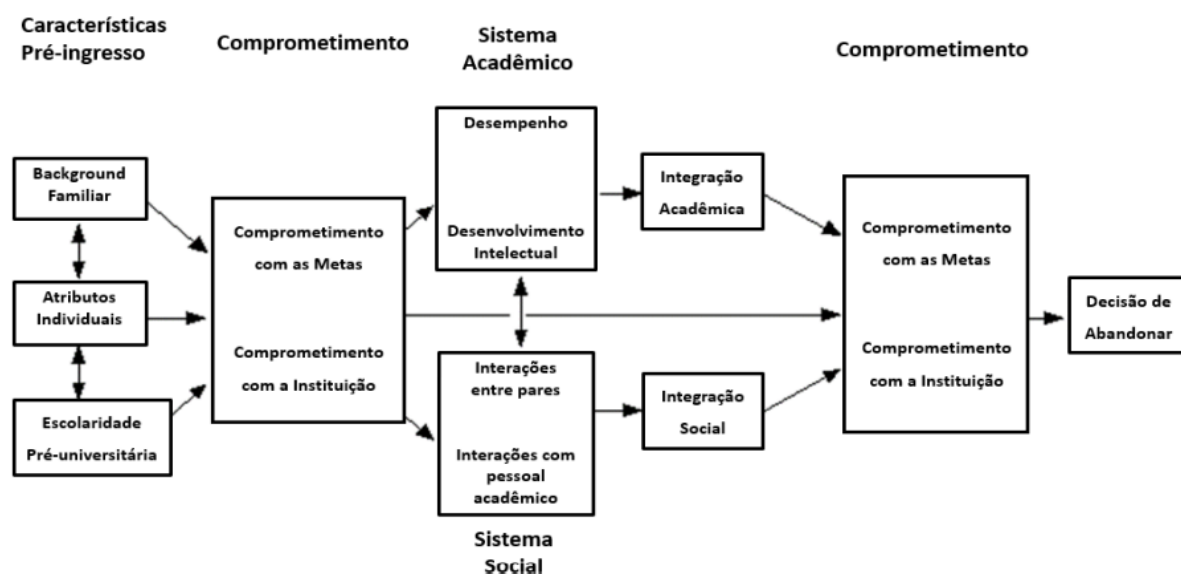 Características
Pré-ingresso
Comprometimento
Sistema
Acadêmico
Comprometimento
Background
Familiar
Atributos
Individuais
Escolaridade
Pré-universitária
Comprometimento
com as Metas
Comprometimento
com a Instituição
Desempenho
Desenvolvimento
Intelectual
Interações
entre pares
Interações com
pessoal
acadêmico
Sistema
Social
Integração
Acadêmica
Integração
Social
Comprometimento
com as Metas
Comprometimento
com a Instituição
Decisão de
Abandonar